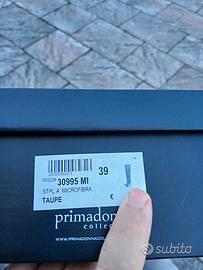 30995 MI
39
STPL A. MICROFIBRA
TAUPE
€
primadon
collec
WWW.PRIMADONNACOLLE
subito